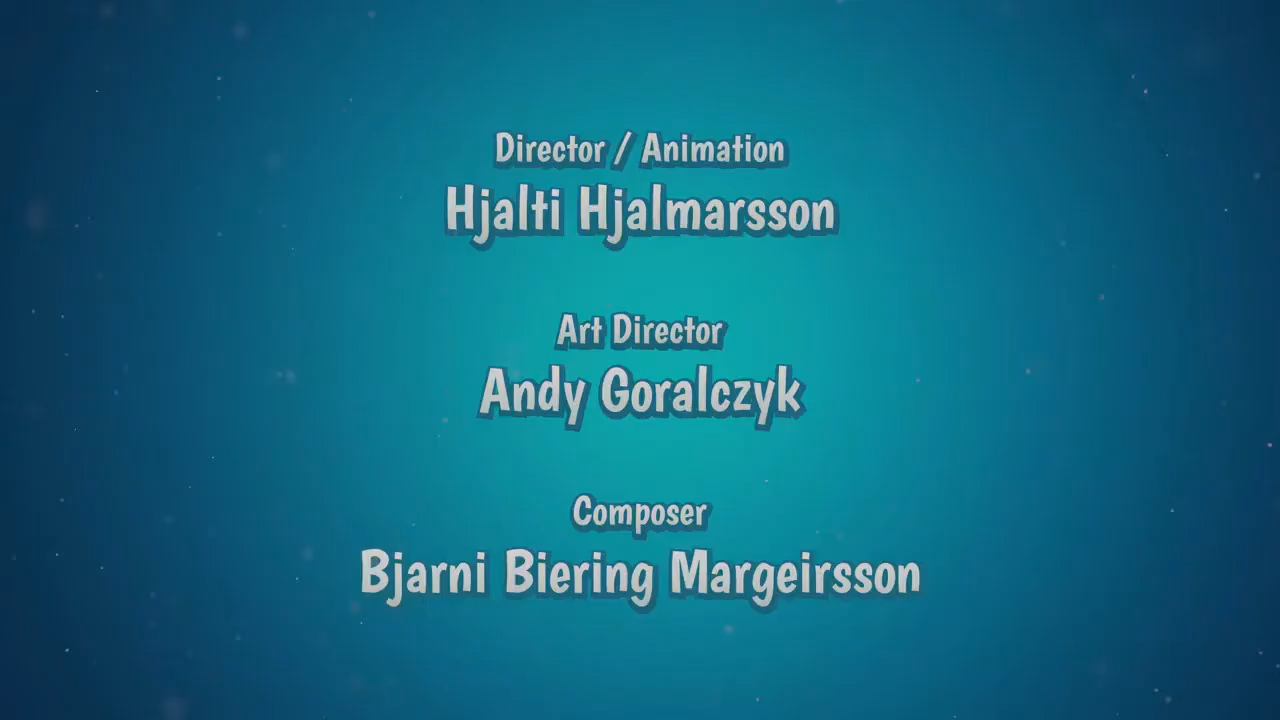 Director / Animation
Hjalti Hjalmarsson
Art Director
Andy Goralczyk
Composer
Bjarni Biering Margeirsson